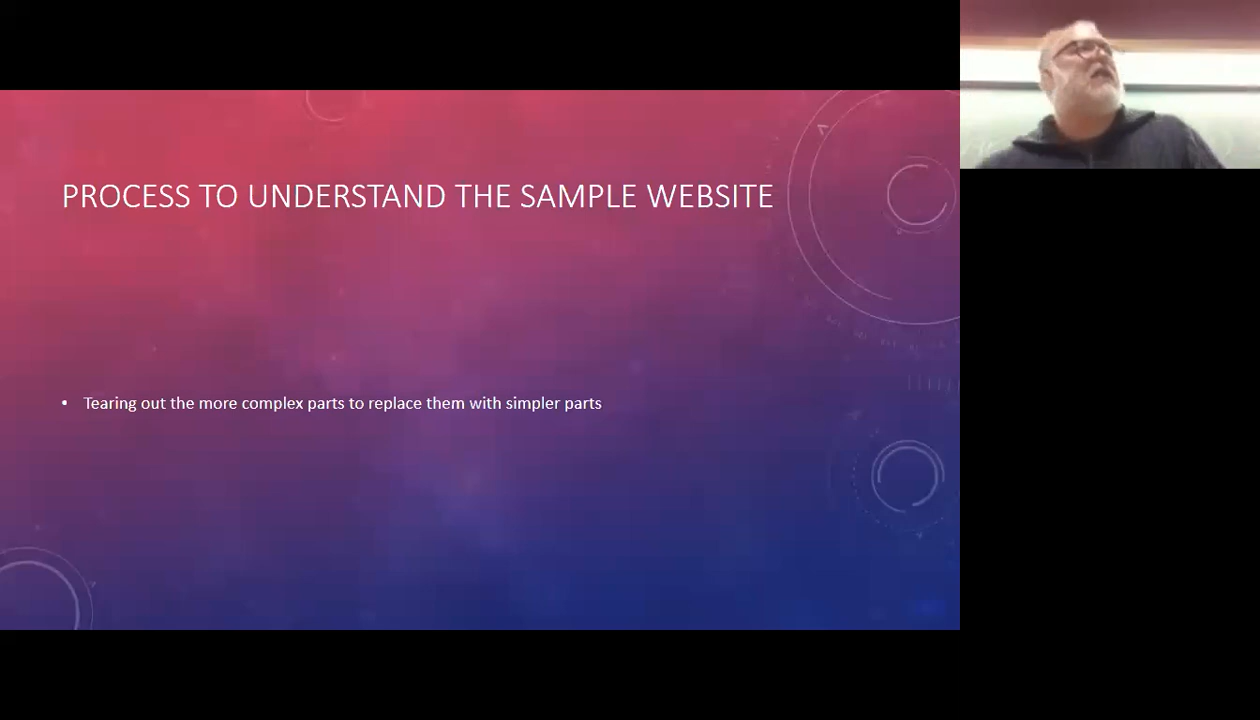 PROCESS TO UNDERSTAND THE SAMPLE WEBSITE
• Tearing out the more complex parts to replace them with simpler parts